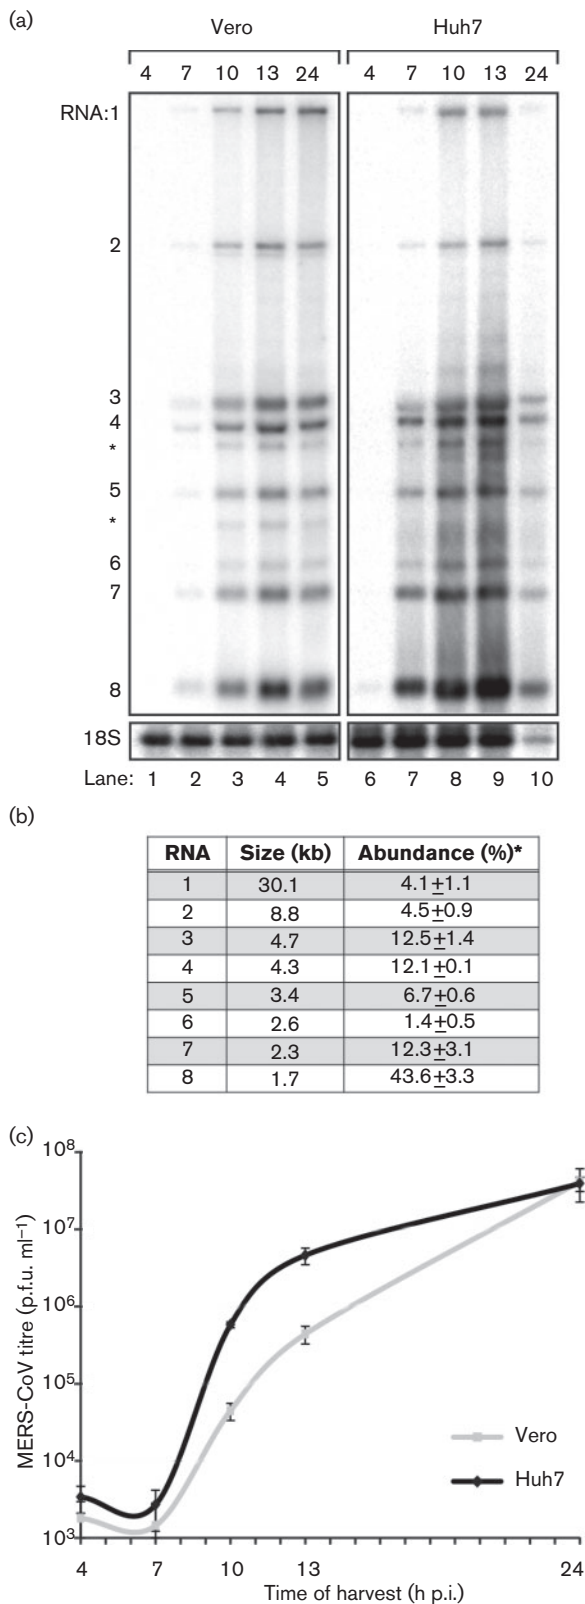 (a)
Vero Huh7
4 7 10 13 24 4 7 10 13 24
RNA:1
2
3
4
*
5
*
6
7
8
18S
Lane: 1 2 3 4 5 6 7 8 9 10
(b)
RNA Size (kb) Abundance (%)*
1 30.1 4.1±1.1
2 8.8 4.5±0.9
3 4.7 12.5±1.4
4 4.3 12.1±0.1
5 3.4 6.7±0.6
6 2.6 1.4±0.5
7 2.3 12.3±3.1
8 1.7 43.6±3.3
(c)
MERS-CoV titre (p.f.u. ml⁻¹)
10⁸
10⁷
10⁶
10⁵
10⁴
10³
Vero
Huh7
4 7 10 13 24
Time of harvest (h p.i.)